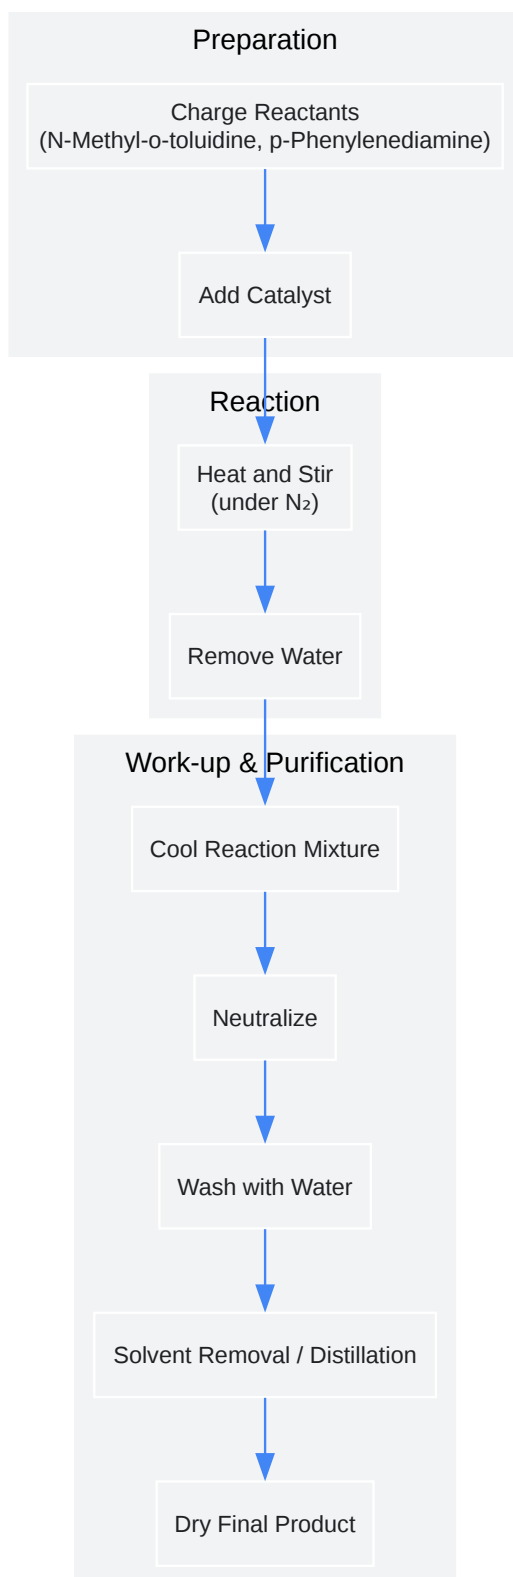 Preparation
Charge Reactants
(N-Methyl-o-toluidine, p-Phenylenediamine)
Add Catalyst
Reaction
Heat and Stir
(under N₂)
Remove Water
Work-up & Purification
Cool Reaction Mixture
Neutralize
Wash with Water
Solvent Removal / Distillation
Dry Final Product